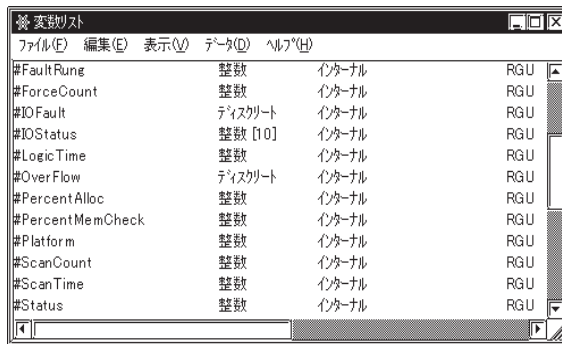 変数リスト
ファイル(F) 編集(E) 表示(V) データ(D) ヘルプ(H)
#FaultRung 整数 インターナル RGU
#ForceCount 整数 インターナル RGU
#IOFault ディスクリート インターナル RGU
#IOStatus 整数 [10] インターナル RGU
#LogicTime 整数 インターナル RGU
#OverFlow ディスクリート インターナル RGU
#PercentAlloc 整数 インターナル RGU
#PercentMemCheck 整数 インターナル RGU
#Platform 整数 インターナル RGU
#ScanCount 整数 インターナル RGU
#ScanTime 整数 インターナル RGU
#Status 整数 インターナル RGU